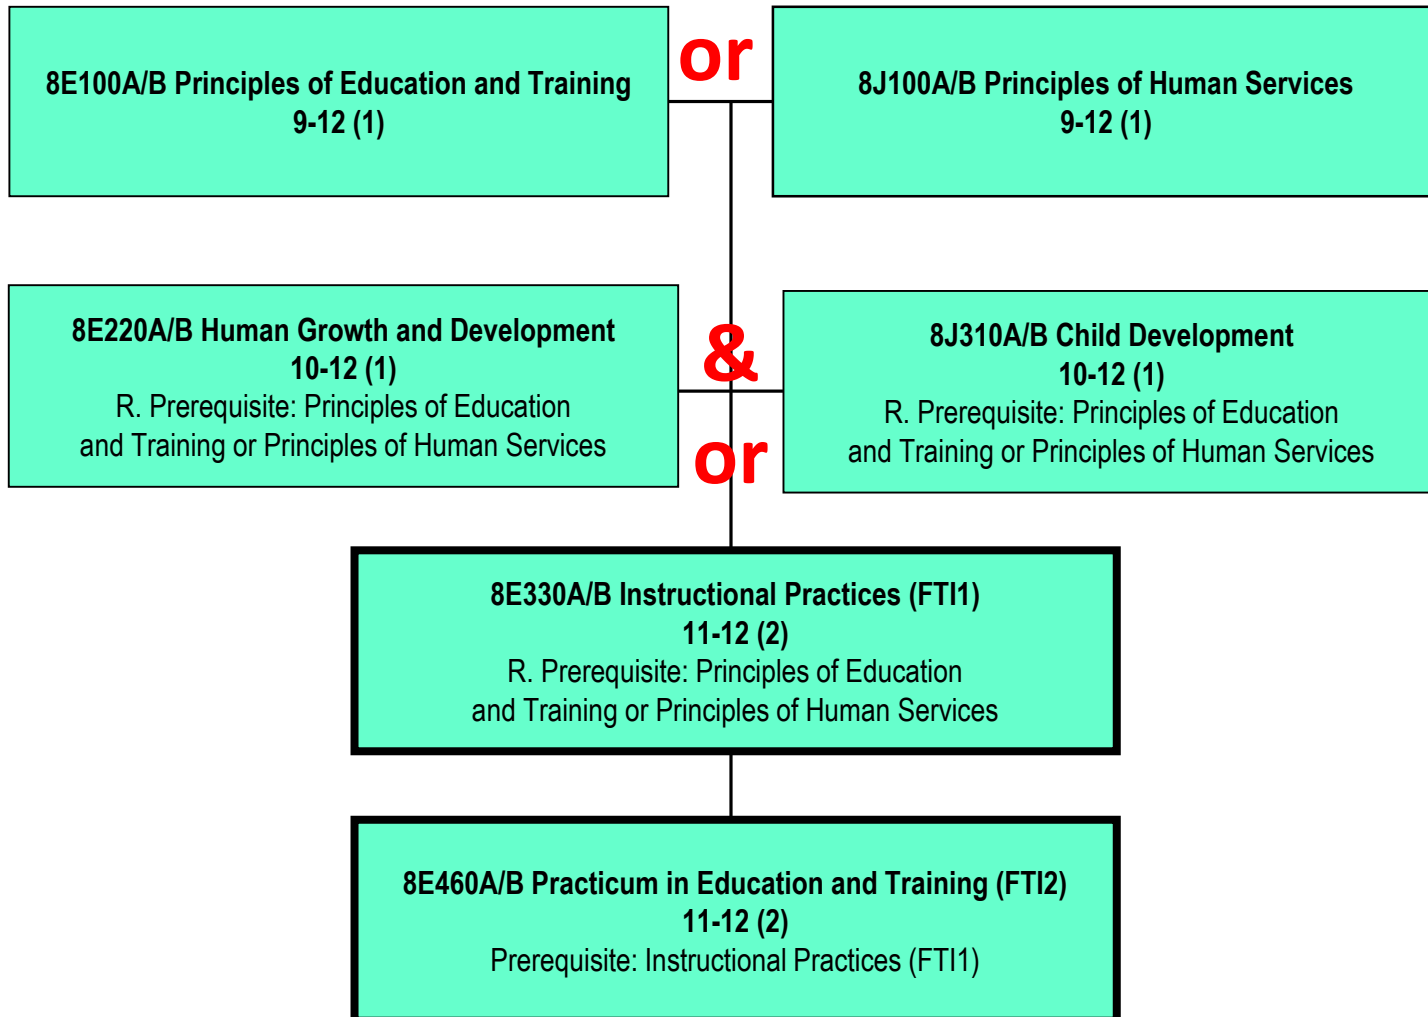 8E100A/B Principles of Education and Training
9-12 (1)
or
8J100A/B Principles of Human Services
9-12 (1)
8E220A/B Human Growth and Development
10-12 (1)
R. Prerequisite: Principles of Education
and Training or Principles of Human Services
&
or
8J310A/B Child Development
10-12 (1)
R. Prerequisite: Principles of Education
and Training or Principles of Human Services
8E330A/B Instructional Practices (FTI1)
11-12 (2)
R. Prerequisite: Principles of Education
and Training or Principles of Human Services
8E460A/B Practicum in Education and Training (FTI2)
11-12 (2)
Prerequisite: Instructional Practices (FTI1)